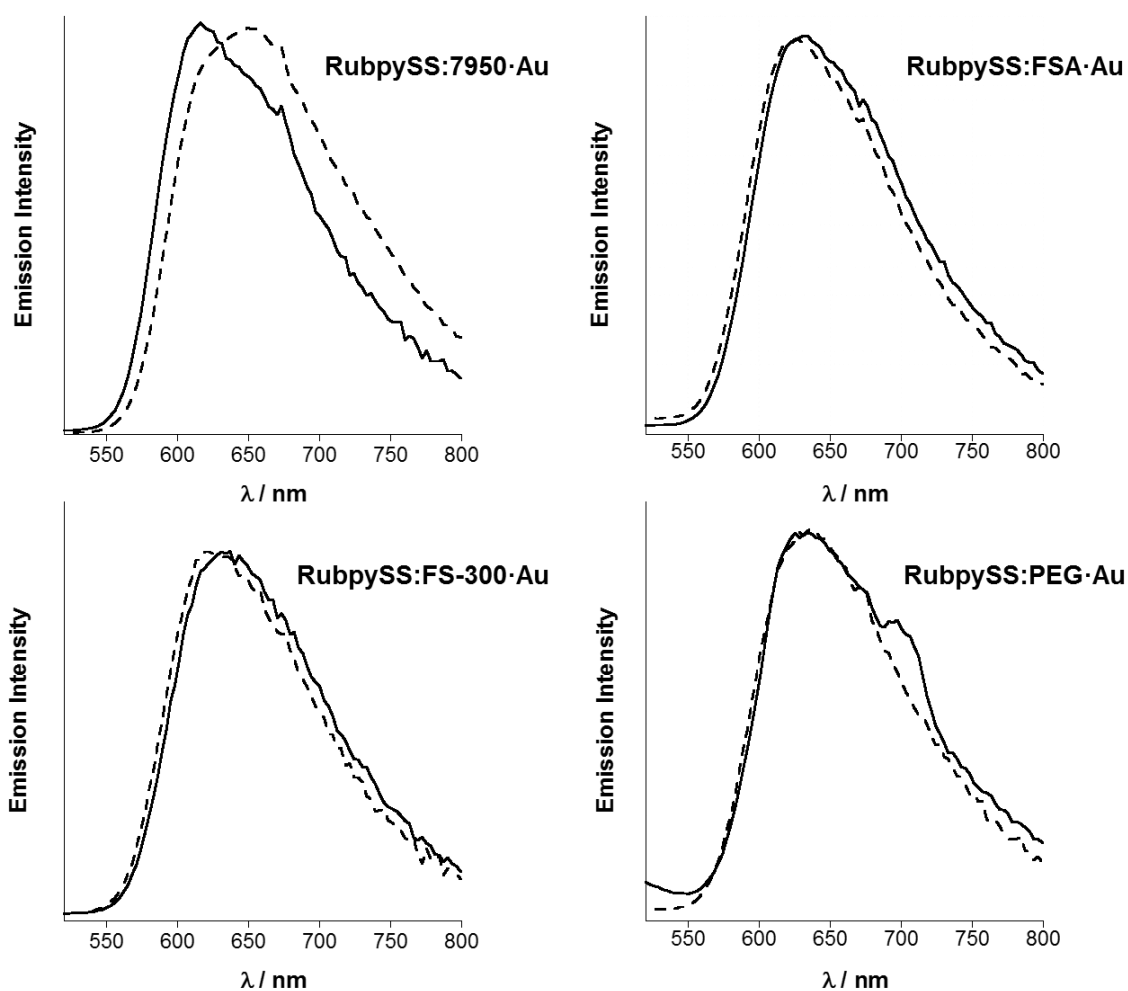 RubpySS:7950·Au
Emission Intensity
550 600 650 700 750 800
λ / nm
RubpySS:FSA·Au
Emission Intensity
550 600 650 700 750 800
λ / nm
RubpySS:FS-300·Au
Emission Intensity
550 600 650 700 750 800
λ / nm
RubpySS:PEG·Au
Emission Intensity
550 600 650 700 750 800
λ / nm